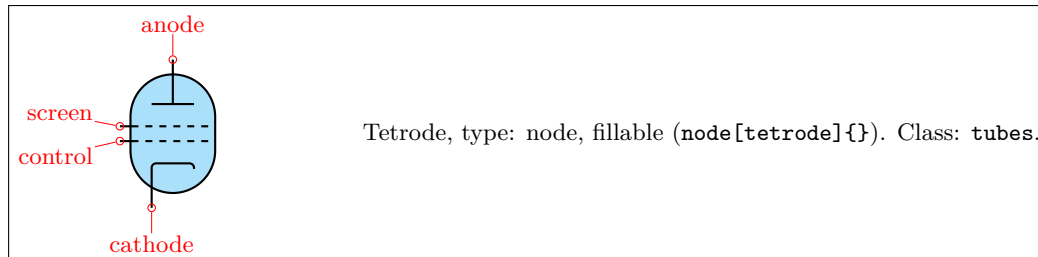 anode
screen
control
cathode
Tetrode, type: node, fillable (node[tetrode]{}). Class: tubes.